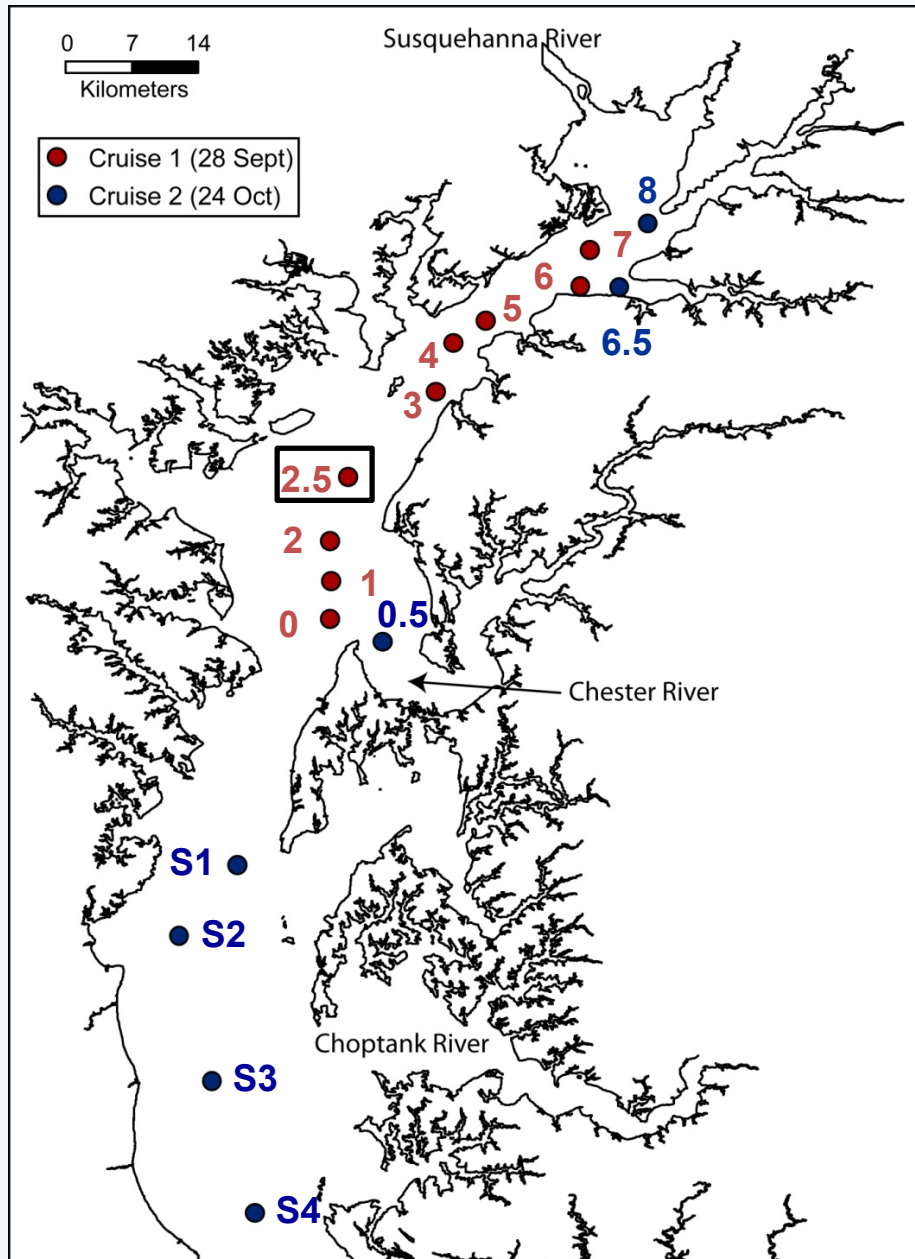 Susquehanna River
0 7 14
Kilometers
Cruise 1 (28 Sept)
Cruise 2 (24 Oct)
8
7
6
5
6.5
4
3
2.5
2
1
0.5
0
Chester River
S1
S2
Choptank River
S3
S4